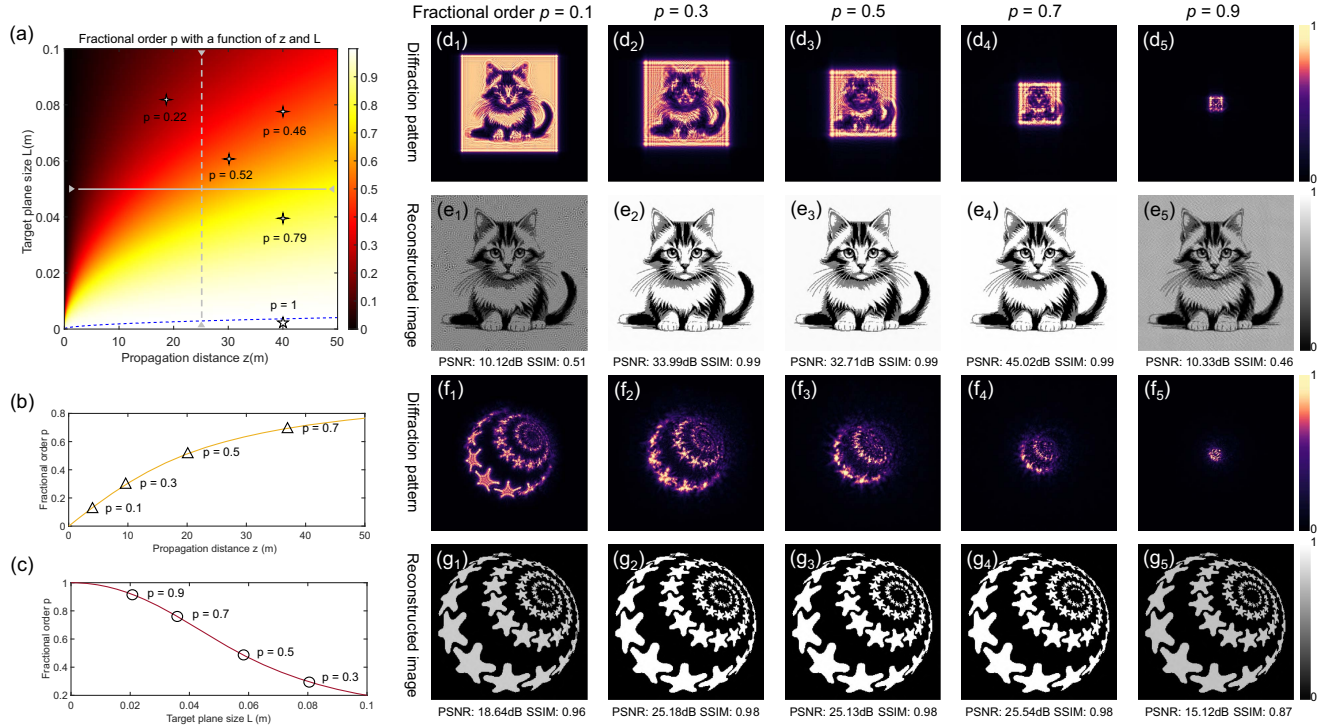 Fractional order p = 0.1
p = 0.3
p = 0.5
p = 0.7
p = 0.9
(a)
Fractional order p with a function of z and L
0.1
0.08
0.06
0.04
0.02
0
Target plane size L(m)
p = 0.22
p = 0.46
p = 0.52
p = 0.79
p = 1
0 10 20 30 40 50
Propagation distance z(m)
0.9
0.8
0.7
0.6
0.5
0.4
0.3
0.2
0.1
0
Diffraction pattern
(d1)
(d2)
(d3)
(d4)
(d5)
1
0
Reconstructed image
(e1)
(e2)
(e3)
(e4)
(e5)
1
0
PSNR: 10.12dB SSIM: 0.51
PSNR: 33.99dB SSIM: 0.99
PSNR: 32.71dB SSIM: 0.99
PSNR: 45.02dB SSIM: 0.99
PSNR: 10.33dB SSIM: 0.46
(b)
0.8
0.6
0.4
0.2
0
Fractional order p
p = 0.7
p = 0.5
p = 0.3
p = 0.1
0 10 20 30 40 50
Propagation distance z (m)
Diffraction pattern
(f1)
(f2)
(f3)
(f4)
(f5)
1
0
(c)
1
0.8
0.6
0.4
0.2
Fractional order p
p = 0.9
p = 0.7
p = 0.5
p = 0.3
0 0.02 0.04 0.06 0.08 0.1
Target plane size L (m)
Reconstructed image
(g1)
(g2)
(g3)
(g4)
(g5)
1
0
PSNR: 18.64dB SSIM: 0.96
PSNR: 25.18dB SSIM: 0.98
PSNR: 25.13dB SSIM: 0.98
PSNR: 25.54dB SSIM: 0.98
PSNR: 15.12dB SSIM: 0.87